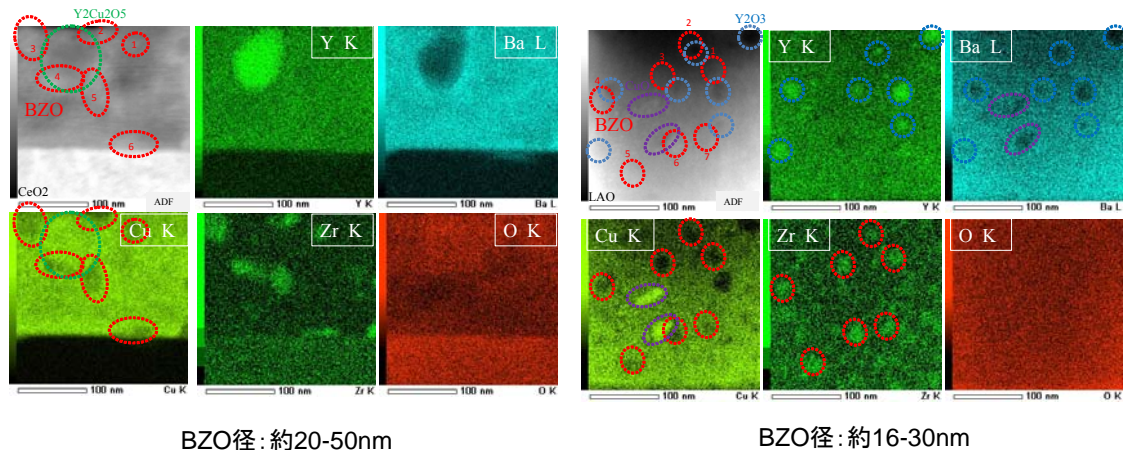 Y2Cu2O5
3
2
1
4
5
BZO
6
CeO2
ADF
100 nm
Y K
100 nm
Y K
Ba L
100 nm
Ba L
Cu K
100 nm
Cu K
Zr K
100 nm
Zr K
O K
100 nm
O K
BZO径：約20-50nm
Y2O3
2
3
1
4
BZO
5
6
7
LAO
ADF
100 nm
Y K
100 nm
Y K
Ba L
100 nm
Ba L
Cu K
100 nm
Cu K
Zr K
100 nm
Zr K
O K
100 nm
O K
BZO径：約16-30nm